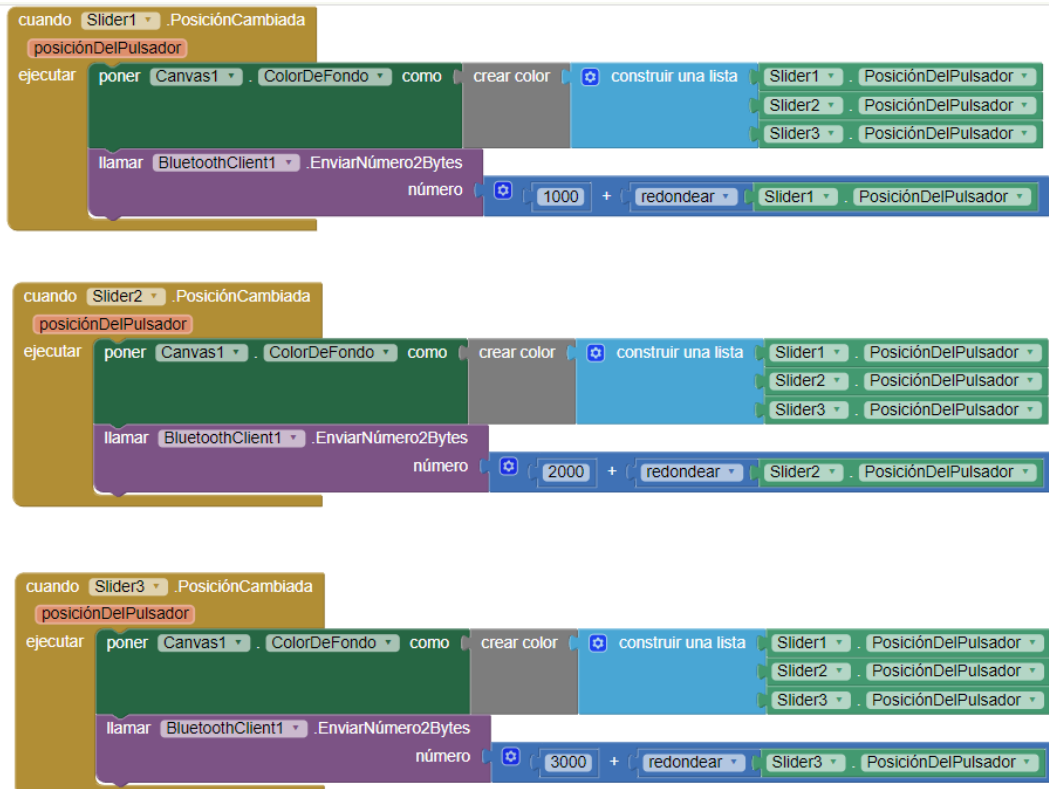 cuando Slider1 .PosiciónCambiada
posiciónDelPulsador
ejecutar poner Canvas1 . ColorDeFondo como crear color construir una lista Slider1 . PosiciónDelPulsador
Slider2 . PosiciónDelPulsador
Slider3 . PosiciónDelPulsador
llamar BluetoothClient1 .EnviarNúmero2Bytes
número 1000 + redondear Slider1 . PosiciónDelPulsador
cuando Slider2 .PosiciónCambiada
posiciónDelPulsador
ejecutar poner Canvas1 . ColorDeFondo como crear color construir una lista Slider1 . PosiciónDelPulsador
Slider2 . PosiciónDelPulsador
Slider3 . PosiciónDelPulsador
llamar BluetoothClient1 .EnviarNúmero2Bytes
número 2000 + redondear Slider2 . PosiciónDelPulsador
cuando Slider3 .PosiciónCambiada
posiciónDelPulsador
ejecutar poner Canvas1 . ColorDeFondo como crear color construir una lista Slider1 . PosiciónDelPulsador
Slider2 . PosiciónDelPulsador
Slider3 . PosiciónDelPulsador
llamar BluetoothClient1 .EnviarNúmero2Bytes
número 3000 + redondear Slider3 . PosiciónDelPulsador